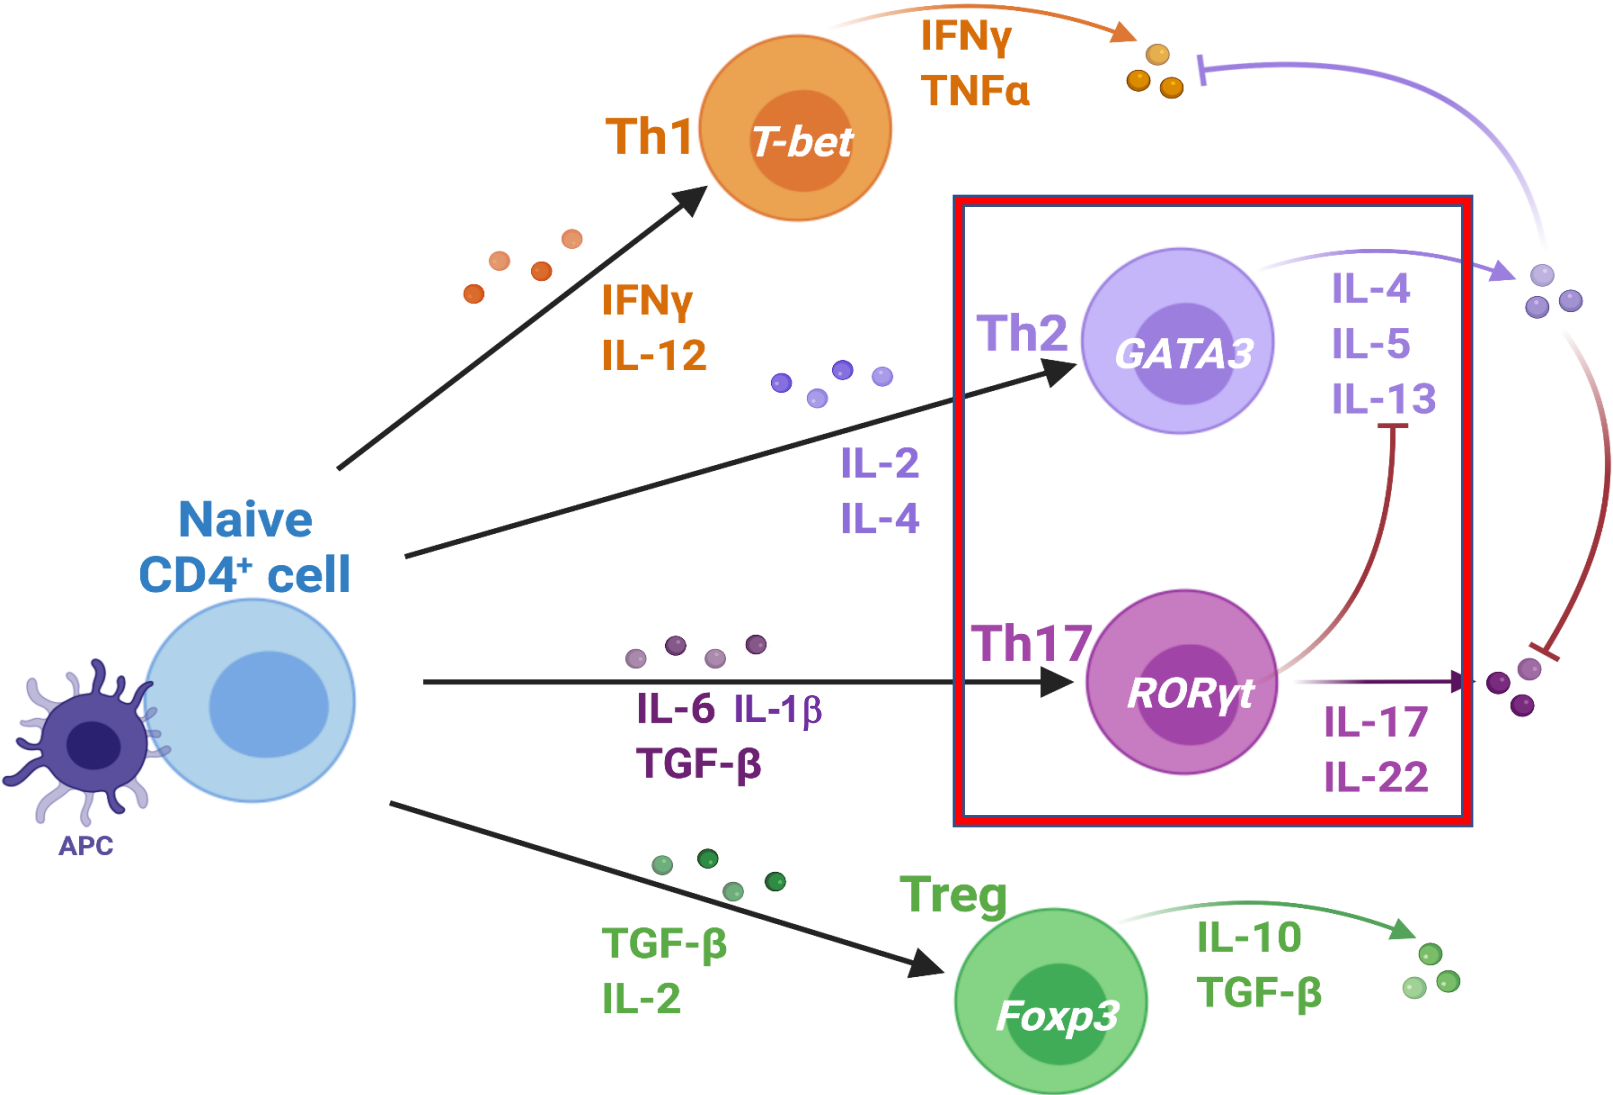 IFNγ
TNFα
Th1
T-bet
IFNγ
IL-12
Th2
GATA3
IL-4
IL-5
IL-13
IL-2
IL-4
Naive
CD4⁺ cell
APC
Th17
RORγt
IL-6 IL-1β
TGF-β
IL-17
IL-22
Treg
Foxp3
TGF-β
IL-2
IL-10
TGF-β